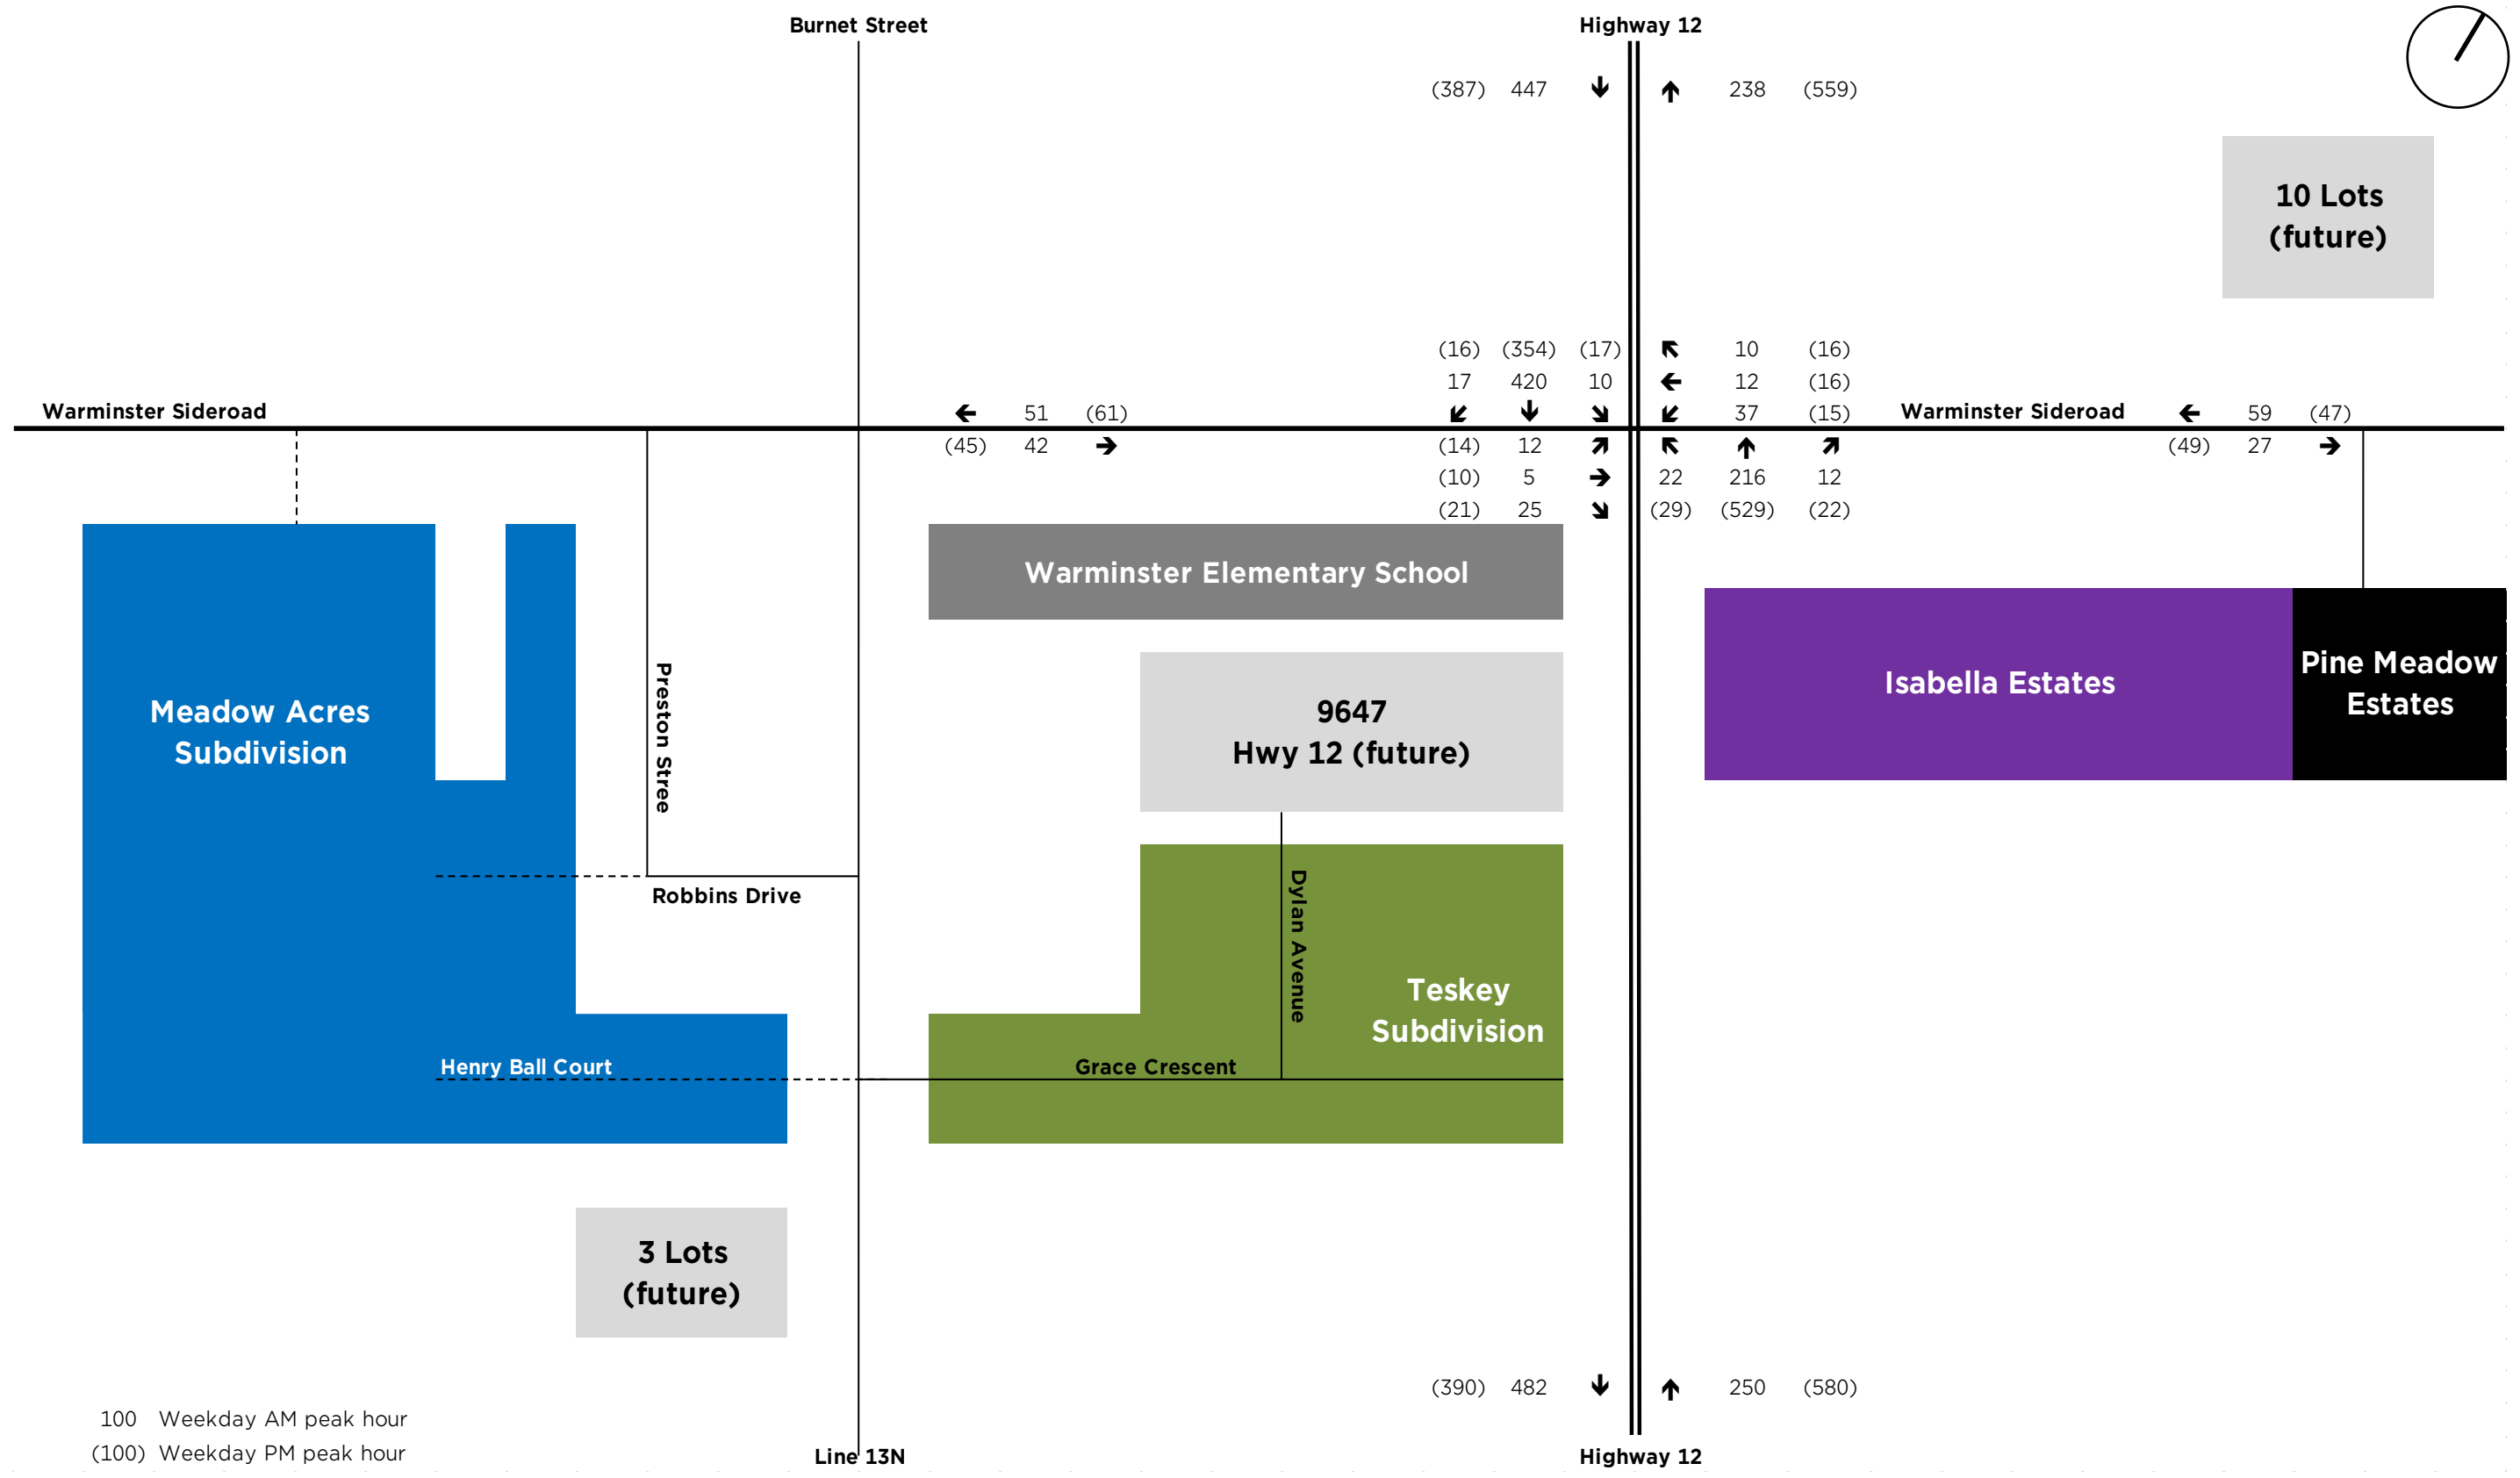 Burnet Street
Highway 12
(387) 447 ↓ ↑ 238 (559)
10 Lots
(future)
(16) (354) (17) ↖ 10 (16)
17 420 10 ← 12 (16)
Warminster Sideroad ← 51 (61) ↙ ↓ ↘ ↙ 37 (15) Warminster Sideroad ← 59 (47)
(45) 42 → (14) 12 ↗ ↖ ↑ ↗ (49) 27 →
(10) 5 → 22 216 12
(21) 25 ↘ (29) (529) (22)
Warminster Elementary School
Preston Stree
Meadow Acres
Subdivision
9647
Hwy 12 (future)
Isabella Estates
Pine Meadow
Estates
Robbins Drive
Dylan Avenue
Teskey
Subdivision
Henry Ball Court
Grace Crescent
3 Lots
(future)
(390) 482 ↓ ↑ 250 (580)
100 Weekday AM peak hour
(100) Weekday PM peak hour
Line 13N
Highway 12